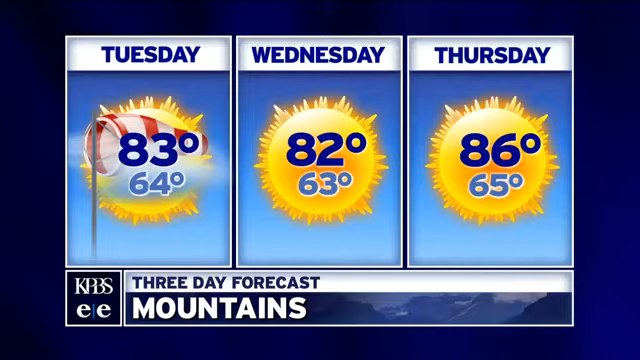 TUESDAY
83°
64°
WEDNESDAY
82°
63°
THURSDAY
86°
65°
KPBS
e|e
THREE DAY FORECAST
MOUNTAINS